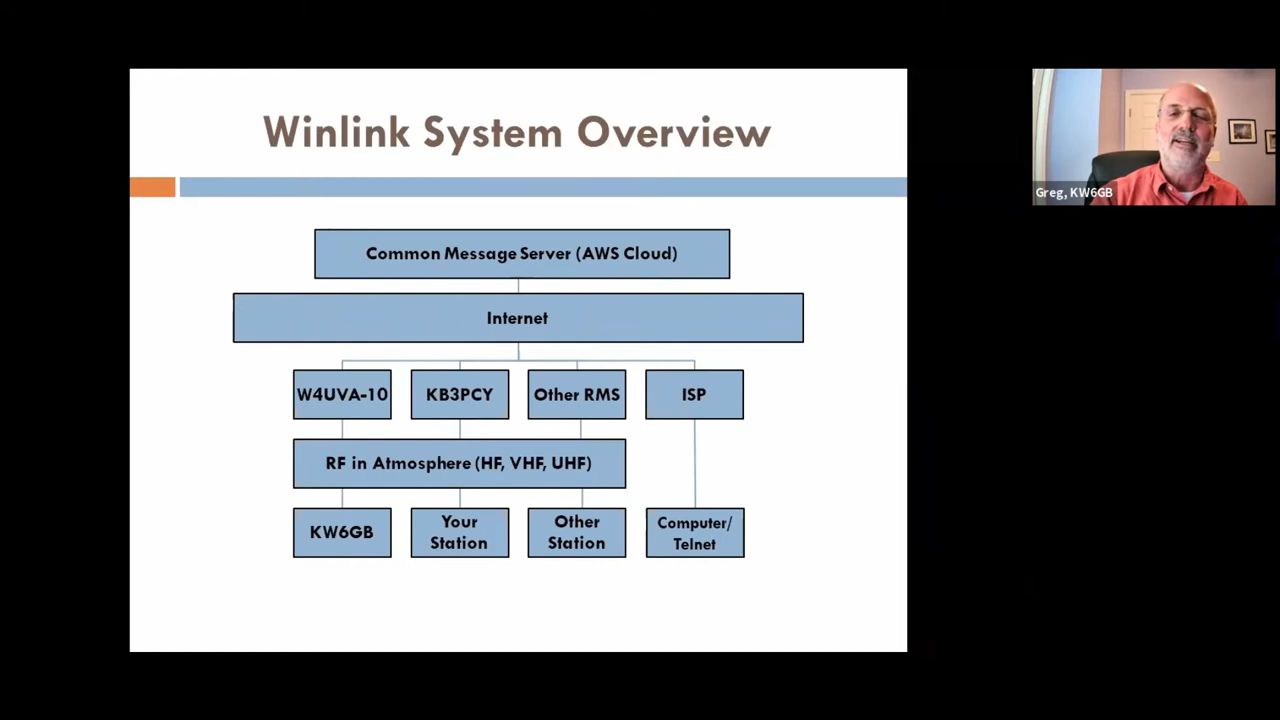 Winlink System Overview
Common Message Server (AWS Cloud)
Internet
W4UVA-10
KB3PCY
Other RMS
ISP
RF in Atmosphere (HF, VHF, UHF)
KW6GB
Your
Station
Other
Station
Computer/
Telnet
Greg, KW6GB